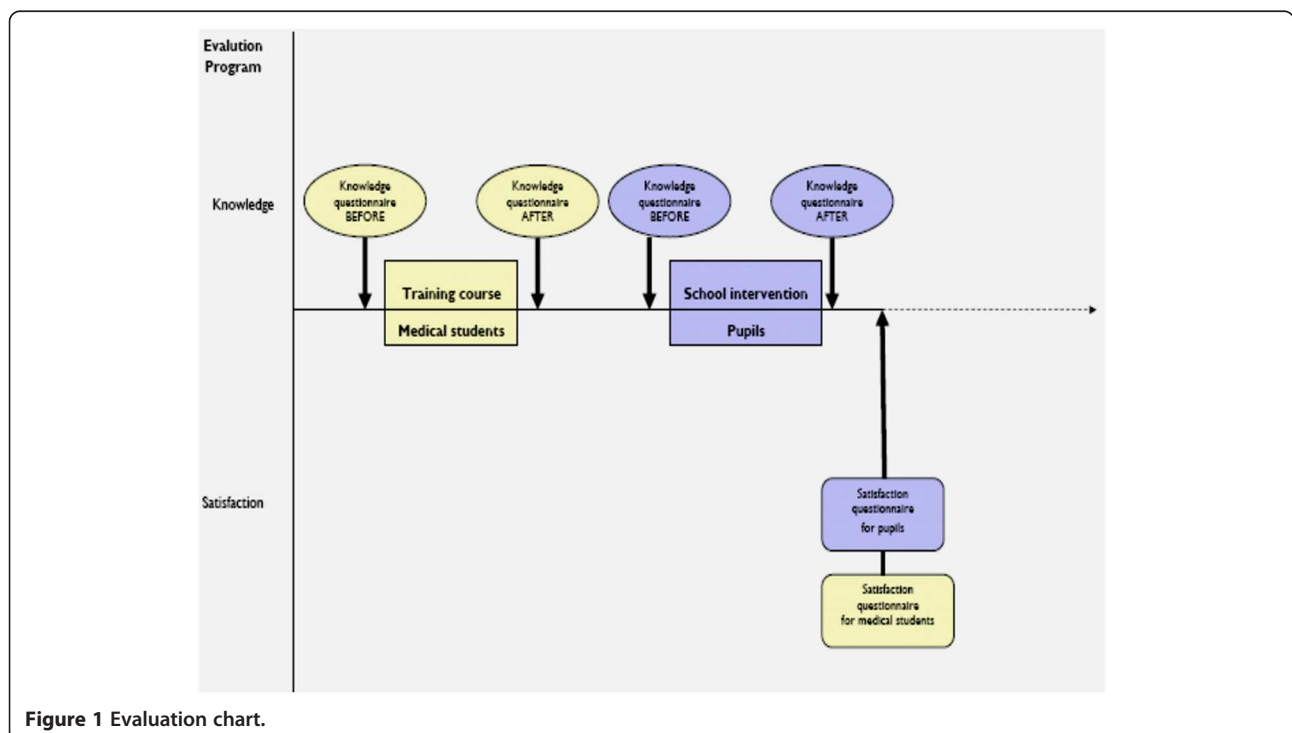 Evalution
Program
Knowledge
Knowledge
questionnaire
BEFORE
Knowledge
questionnaire
AFTER
Knowledge
questionnaire
BEFORE
Knowledge
questionnaire
AFTER
Training course
Medical students
School intervention
Pupils
Satisfaction
Satisfaction
questionnaire
for pupils
Satisfaction
questionnaire
for medical students
Figure 1 Evaluation chart.